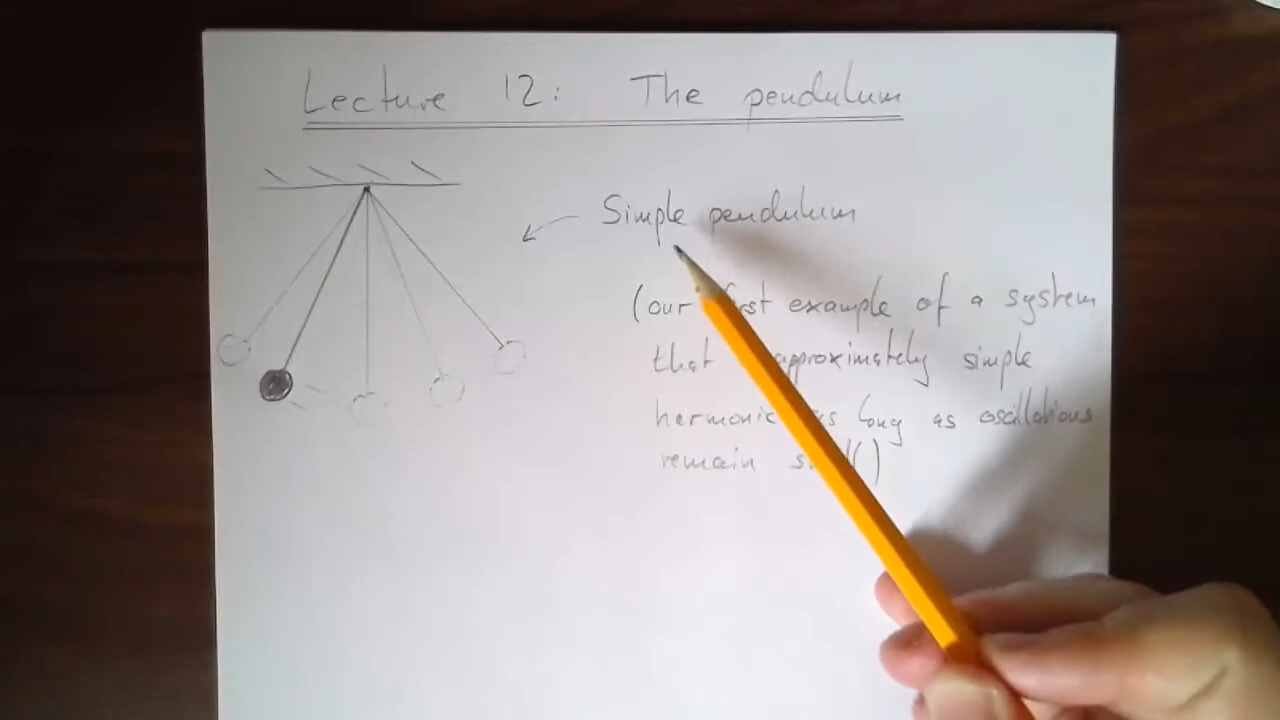 Lecture 12: The pendulum
Simple pendulum
(our first example of a system
that approximately simple
harmonic as long as oscillations
remain